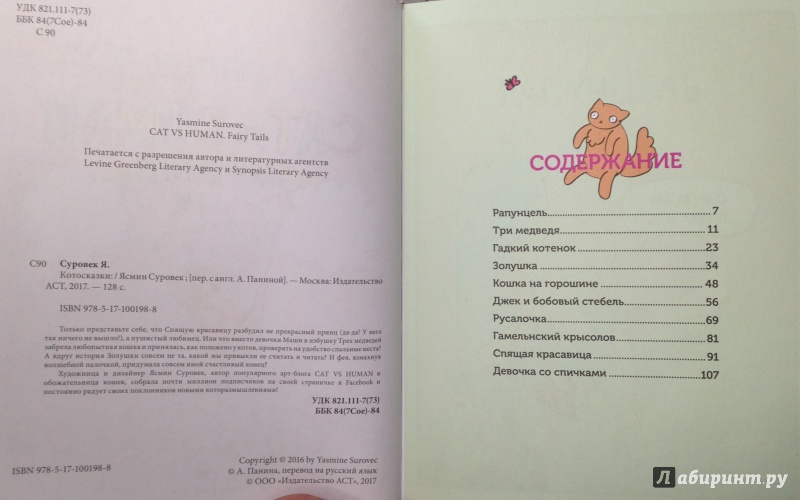 УДК 821.111-7(73)
ББК 84(7Сое)-84
С 90
Yasmine Surovec
CAT VS HUMAN. Fairy Tails
Печатается с разрешения автора и литературных агентств
Levine Greenberg Literary Agency и Synopsis Literary Agency
С90 Суровек Я.
Котосказки: / Ясмин Суровек ; [пер. с англ. А. Паниной]. — Москва: Издательство
АСТ, 2017. — 128 с.
ISBN 978-5-17-100198-8
Только представьте себе, что Спящую красавицу разбудил не прекрасный принц (да-да! У него
так ничего не вышло!), а пушистый любимец. Или что вместо девочки Маши в избушку Трех медведей
забрела любопытная кошка и принялась, как положено у котов, проверять на удобство спальные места?
А вдруг история Золушки совсем не та, какой мы привыкли ее считать и читать? И фея, взмахнув
волшебной палочкой, придумала совсем иной счастливый конец?
Художница и дизайнер Ясмин Суровек, автор популярного арт-блога CAT VS HUMAN и
обожательница кошек, собрала почти миллион подписчиков на своей страничке в Facebook и
постоянно радует своих поклонников новыми которазмышлениями!
УДК 821.111-7(73)
ББК 84(7Сое)-84
ISBN 978-5-17-100198-8
Copyright © 2016 by Yasmine Surovec
© А. Панина, перевод на русский язык
© ООО «Издательство АСТ», 2017
СОДЕРЖАНИЕ
Рапунцель 7
Три медведя 11
Гадкий котенок 23
Золушка 34
Кошка на горошине 48
Джек и бобовый стебель 56
Русалочка 69
Гамельнский крысолов 81
Спящая красавица 91
Девочка со спичками 107
Лабиринт.ру